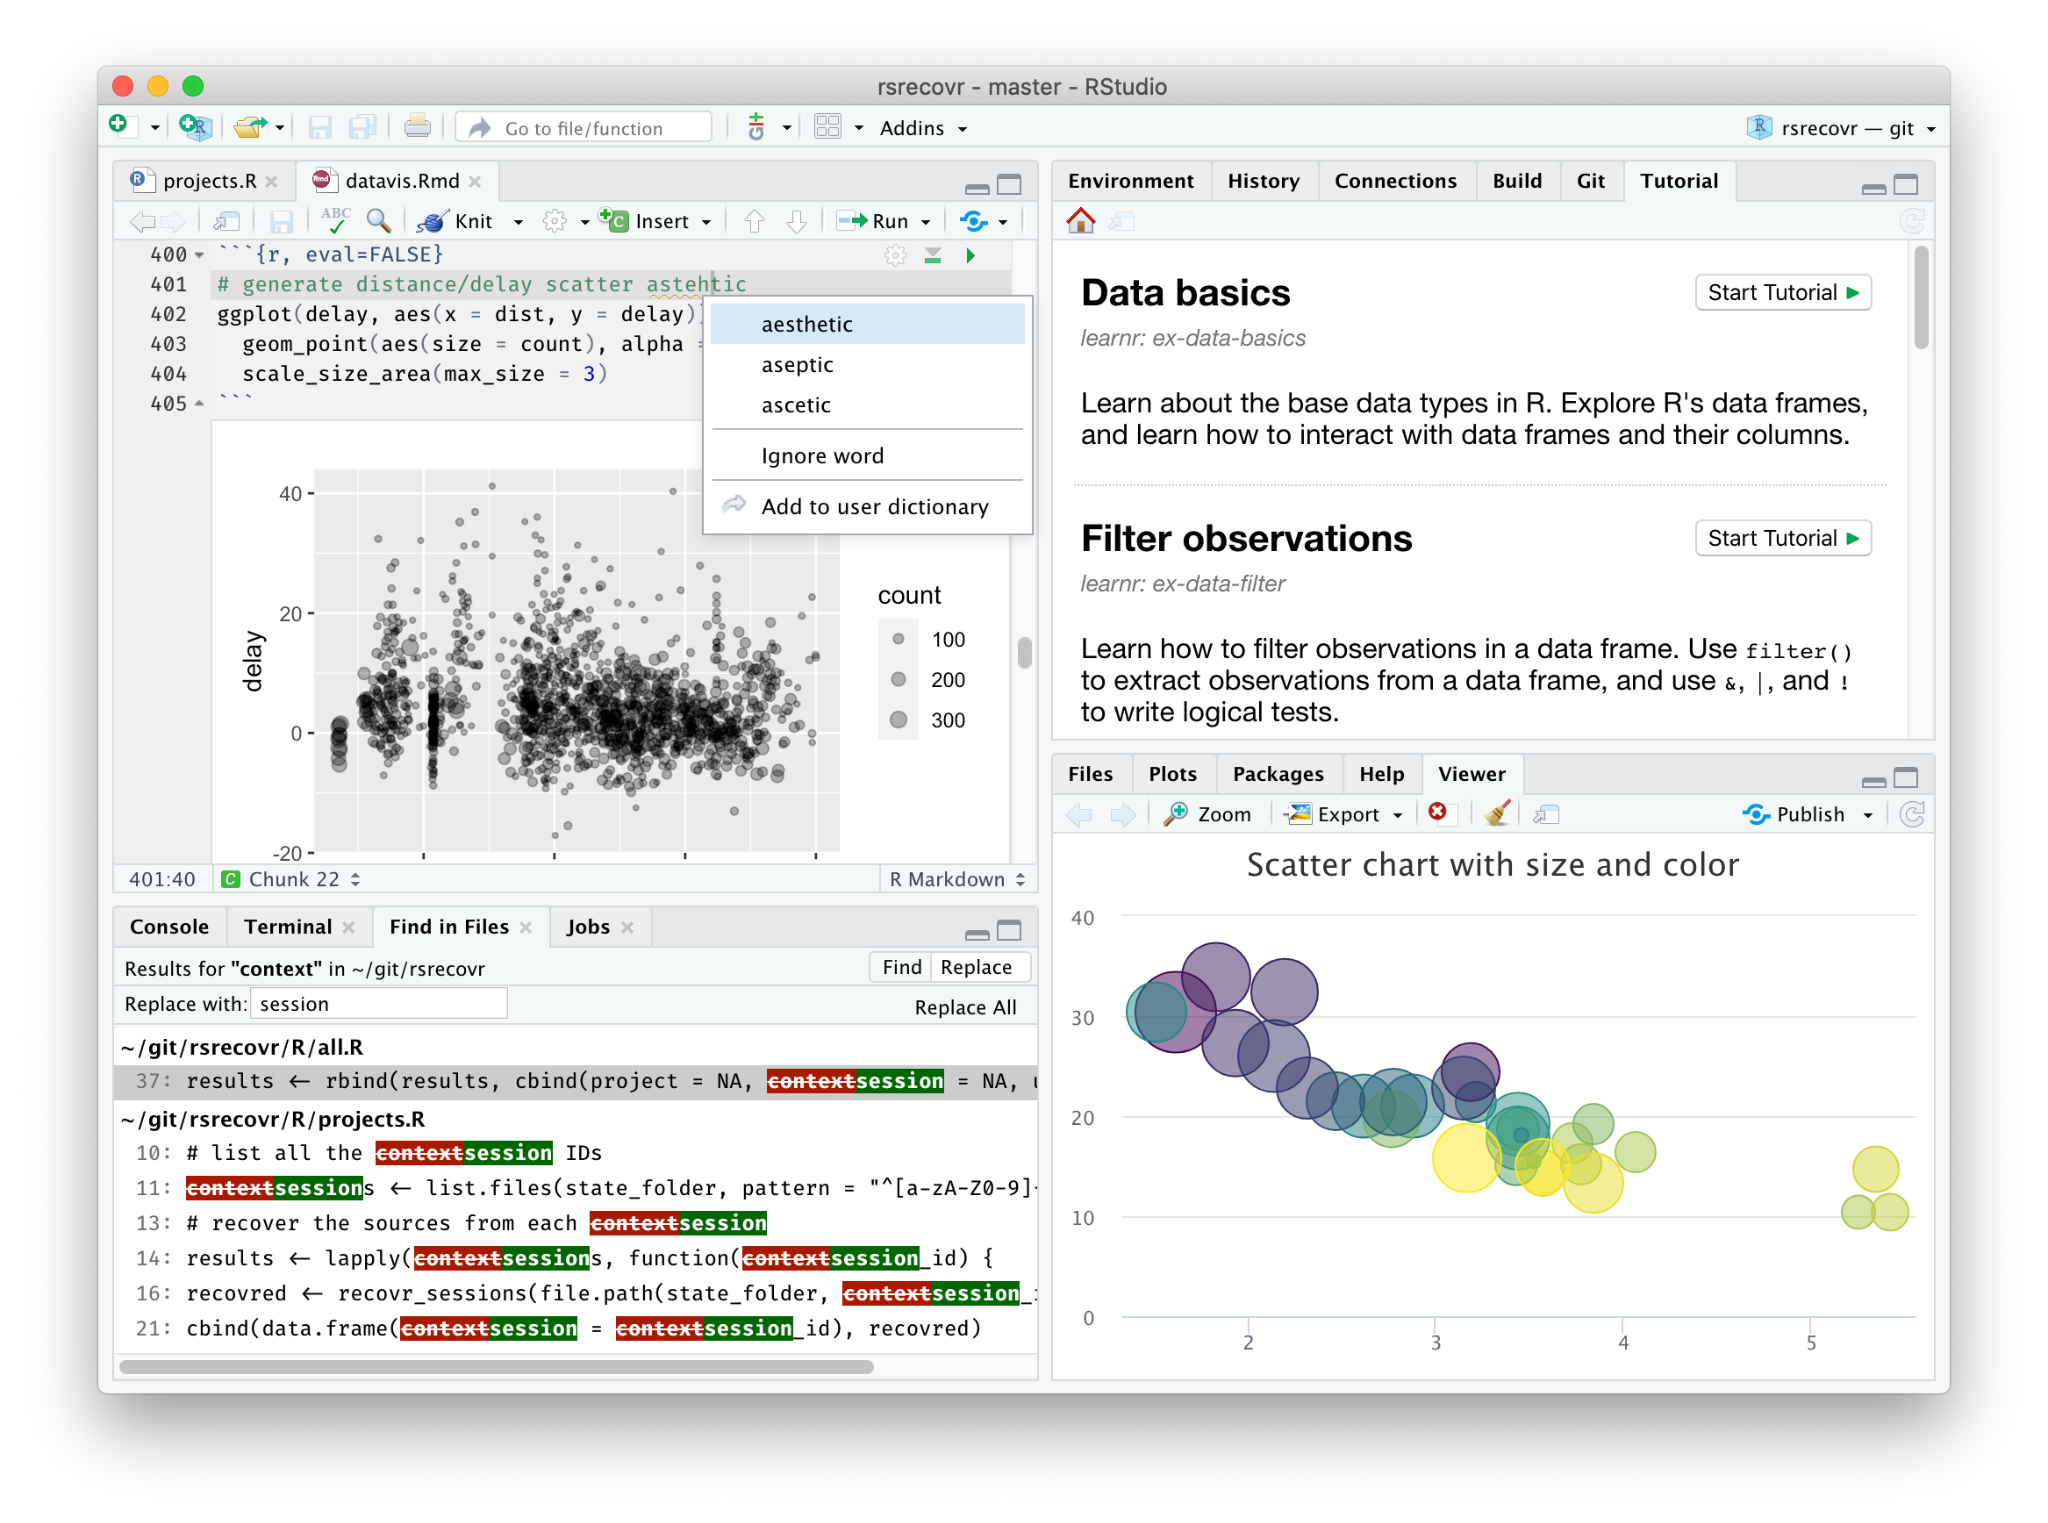 rsrecovr - master - RStudio
Go to file/function
Addins
rsrecovr — git
projects.R
datavis.Rmd
ABC
Knit
Insert
Run
400 ```{r, eval=FALSE}
401 # generate distance/delay scatter astehtic
402 ggplot(delay, aes(x = dist, y = delay))
403 geom_point(aes(size = count), alpha =
404 scale_size_area(max_size = 3)
405 ```
aesthetic
aseptic
ascetic
Ignore word
Add to user dictionary
40
20
0
-20
delay
count
100
200
300
401:40
Chunk 22
R Markdown
Console
Terminal
Find in Files
Jobs
Results for "context" in ~/git/rsrecovr
Find
Replace
Replace with: session
Replace All
~/git/rsrecovr/R/all.R
37: results <- rbind(results, cbind(project = NA, contextsession = NA, u
~/git/rsrecovr/R/projects.R
10: # list all the contextsession IDs
11: contextsessions <- list.files(state_folder, pattern = "^[a-zA-Z0-9]
13: # recover the sources from each contextsession
14: results <- lapply(contextsessions, function(contextsession_id) {
16: recovred <- recovr_sessions(file.path(state_folder, contextsession_
21: cbind(data.frame(contextsession = contextsession_id), recovred)
Environment
History
Connections
Build
Git
Tutorial
Data basics
Start Tutorial
learnr: ex-data-basics
Learn about the base data types in R. Explore R's data frames,
and learn how to interact with data frames and their columns.
Filter observations
Start Tutorial
learnr: ex-data-filter
Learn how to filter observations in a data frame. Use filter()
to extract observations from a data frame, and use &, |, and !
to write logical tests.
Files
Plots
Packages
Help
Viewer
Zoom
Export
Publish
Scatter chart with size and color
40
30
20
10
0
2
3
4
5